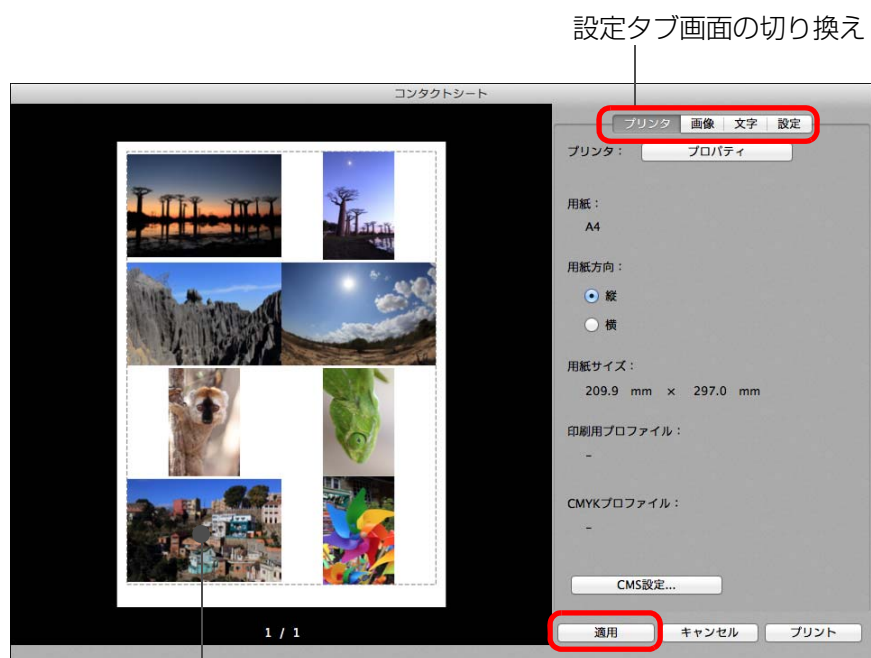 設定タブ画面の切り換え
コンタクトシート
プリンタ 画像 文字 設定
プリンタ： プロパティ
用紙：
A4
用紙方向：
縦
横
用紙サイズ：
209.9 mm × 297.0 mm
印刷用プロファイル：
–
CMYKプロファイル：
–
CMS設定...
1 / 1
適用 キャンセル プリント